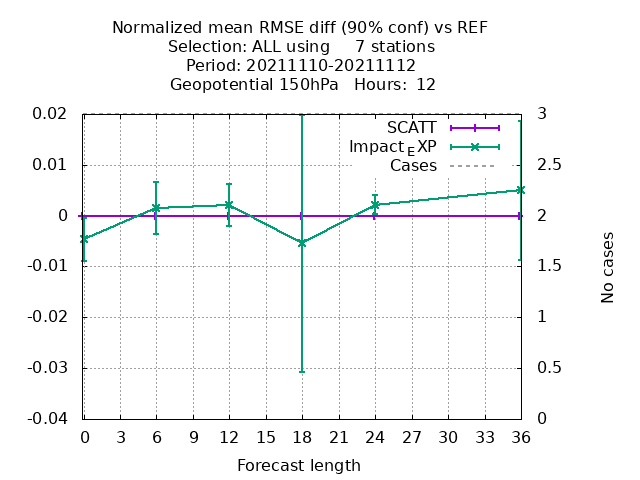 Normalized mean RMSE diff (90% conf) vs REF
Selection: ALL using 7 stations
Period: 20211110-20211112
Geopotential 150hPa Hours: 12
SCATT
Impact_EXP
Cases
0.02
0.01
0
-0.01
-0.02
-0.03
-0.04
3
2.5
2
1.5
1
0.5
0
No cases
0 3 6 9 12 15 18 21 24 27 30 33 36
Forecast length